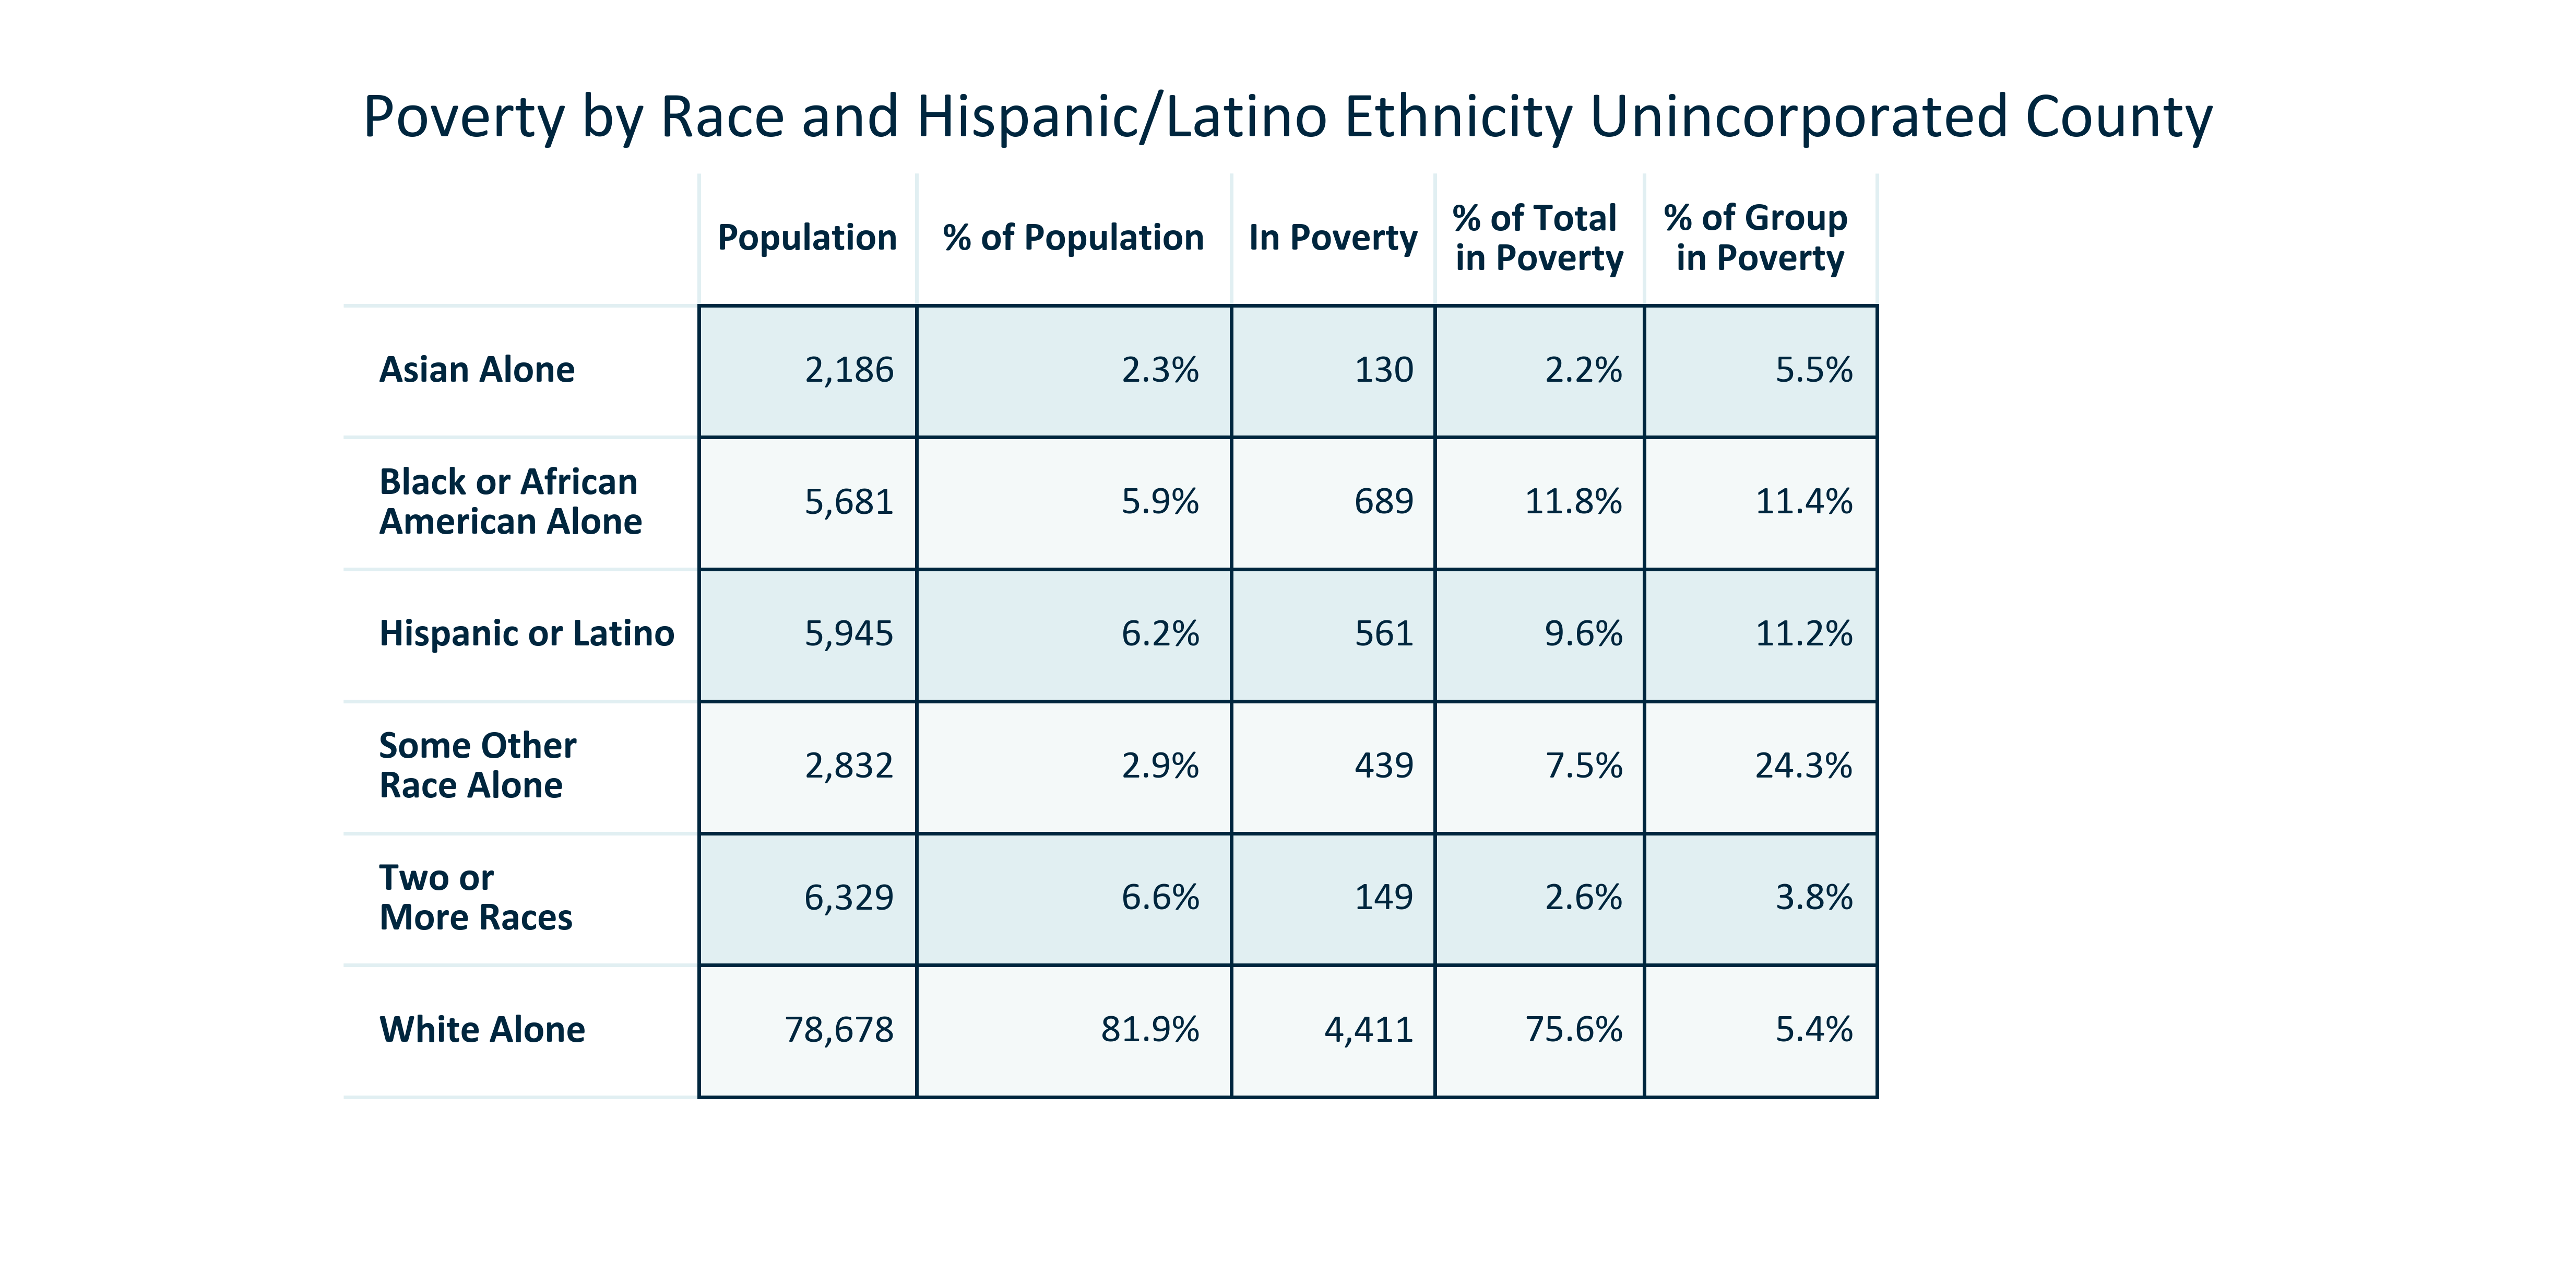 Poverty by Race and Hispanic/Latino Ethnicity Unincorporated County
Population % of Population In Poverty % of Total in Poverty % of Group in Poverty
Asian Alone 2,186 2.3% 130 2.2% 5.5%
Black or African American Alone 5,681 5.9% 689 11.8% 11.4%
Hispanic or Latino 5,945 6.2% 561 9.6% 11.2%
Some Other Race Alone 2,832 2.9% 439 7.5% 24.3%
Two or More Races 6,329 6.6% 149 2.6% 3.8%
White Alone 78,678 81.9% 4,411 75.6% 5.4%